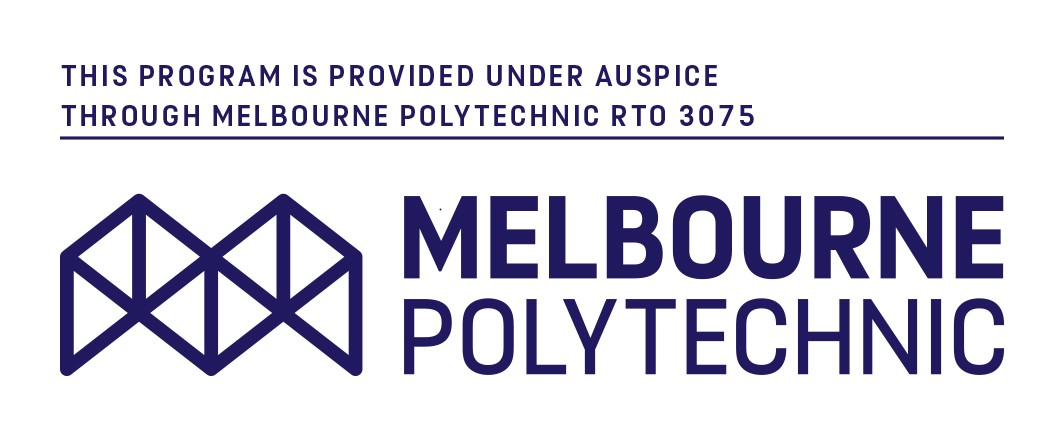 THIS PROGRAM IS PROVIDED UNDER AUSPICE
THROUGH MELBOURNE POLYTECHNIC RTO 3075
MELBOURNE
POLYTECHNIC